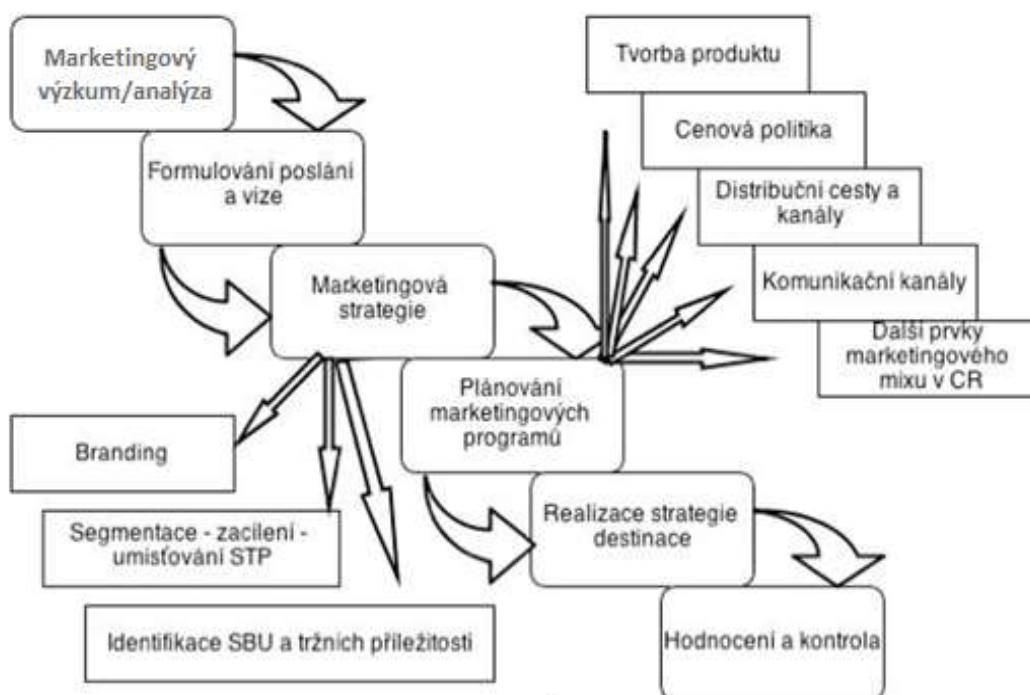 Marketingový
výzkum/analýza
Formulování poslání
a vize
Marketingová
strategie
Plánování
marketingových
programů
Realizace strategie
destinace
Hodnocení a kontrola
Tvorba produktu
Cenová politika
Distribuční cesty a
kanály
Komunikační kanály
Další prvky
marketingového
mixu v CR
Branding
Segmentace - zacílení -
umisťování STP
Identifikace SBU a tržních příležitostí